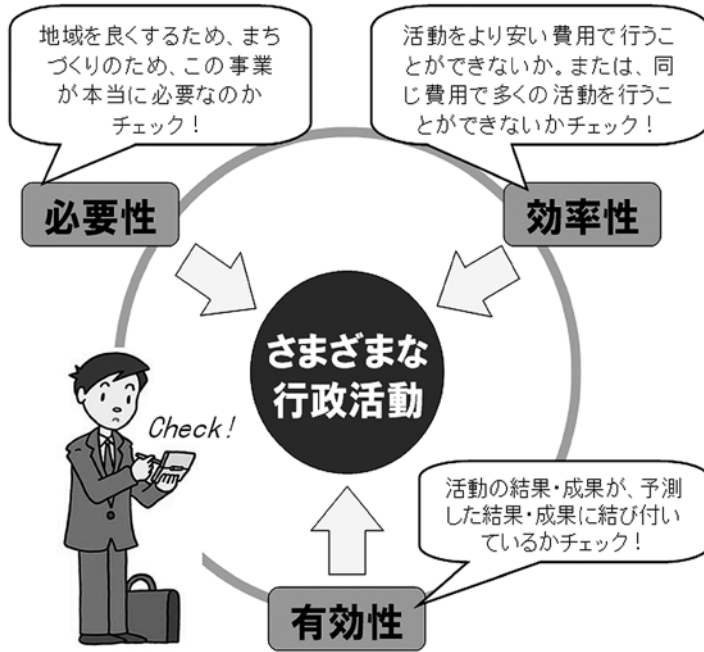 地域を良くするため、まち
づくりのため、この事業
が本当に必要なのか
チェック！
活動をより安い費用で行うこ
とができないか。または、同
じ費用で多くの活動を行うこ
とができないかチェック！
必要性
効率性
さまざまな
行政活動
Check!
活動の結果・成果が、予測
した結果・成果に結び付い
ているかチェック！
有効性